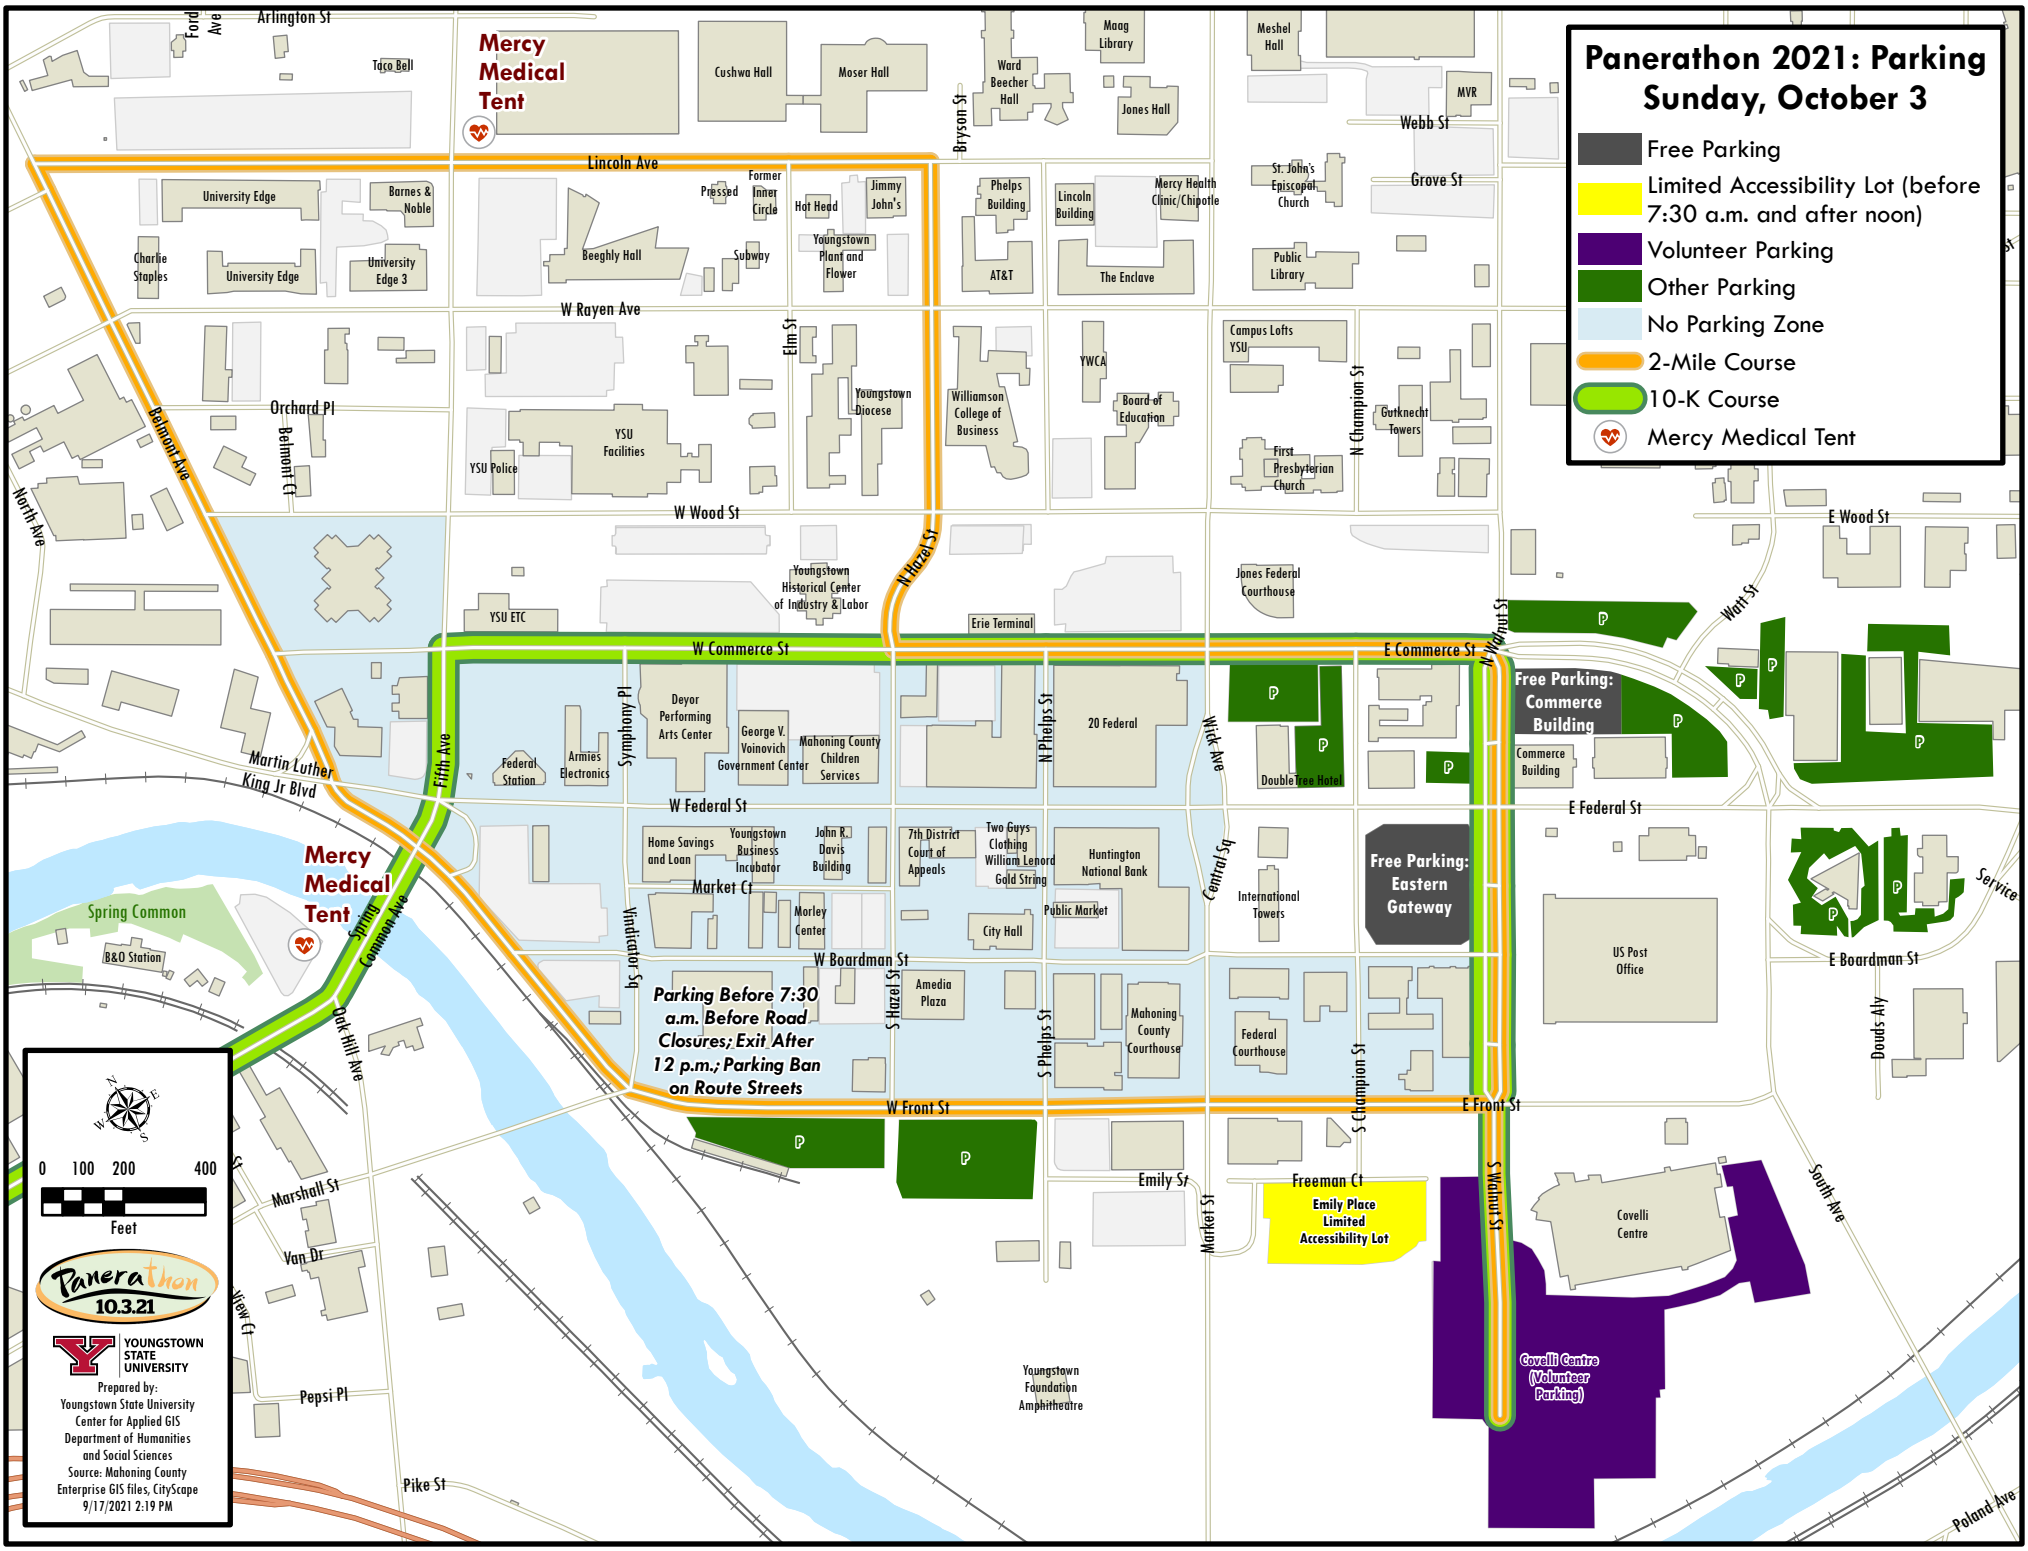 Panerathon 2021: Parking
Sunday, October 3
Free Parking
Limited Accessibility Lot (before
7:30 a.m. and after noon)
Volunteer Parking
Other Parking
No Parking Zone
2-Mile Course
10-K Course
Mercy Medical Tent
Ford
Ave
Arlington St
Taco Bell
Mercy
Medical
Tent
Cushwa Hall
Moser Hall
Ward
Beecher
Hall
Maag
Library
Jones Hall
Meshel
Hall
MVR
Bryson St
Webb St
Lincoln Ave
Grove St
University Edge
Barnes &
Noble
Charlie
Staples
University Edge
University
Edge 3
Beeghly Hall
Pressed
Former
Inner
Circle
Hot Head
Jimmy
John's
Subway
Youngstown
Plant and
Flower
Phelps
Building
AT&T
Lincoln
Building
Mercy Health
Clinic/Chipotle
The Enclave
St. John's
Episcopal
Church
Public
Library
W Rayen Ave
Elm St
Orchard Pl
Belmont Ct
Belmont Ave
North Ave
YSU Police
YSU
Facilities
Youngstown
Diocese
Williamson
College of
Business
YWCA
Board of
Education
Campus Lofts
YSU
N Champion St
Gutknecht
Towers
First
Presbyterian
Church
W Wood St
E Wood St
N Hazel St
Youngstown
Historical Center
of Industry & Labor
YSU ETC
Erie Terminal
Jones Federal
Courthouse
N Walnut St
Watt St
P
W Commerce St
E Commerce St
Deyor
Performing
Arts Center
George V.
Voinovich
Government Center
Mahoning County
Children
Services
Symphony Pl
Armies
Electronics
Federal
Station
Fifth Ave
N Phelps St
20 Federal
Wick Ave
P
P
DoubleTree Hotel
P
Free Parking:
Commerce
Building
Commerce
Building
P
P
P
P
Martin Luther
King Jr Blvd
W Federal St
E Federal St
Home Savings
and Loan
Youngstown
Business
Incubator
John R.
Davis
Building
7th District
Court of
Appeals
Two Guys
Clothing
William Lenord
Gold String
Huntington
National Bank
Central Sq
International
Towers
Free Parking:
Eastern
Gateway
Market Ct
Morley
Center
City Hall
Public Market
Vindicator Sq
US Post
Office
P
P
Service
Mercy
Medical
Tent
Spring Common
B&O Station
Spring
Common Ave
Oak Hill Ave
W Boardman St
E Boardman St
Parking Before 7:30
a.m. Before Road
Closures; Exit After
12 p.m.; Parking Ban
on Route Streets
S Hazel St
Amedia
Plaza
S Phelps St
Mahoning
County
Courthouse
Federal
Courthouse
S Champion St
Douds Aly
W Front St
E Front St
P
P
Emily St
Freeman Ct
Market St
Emily Place
Limited
Accessibility Lot
S Walnut St
Covelli
Centre
South Ave
Covelli Centre
(Volunteer
Parking)
Youngstown
Foundation
Amphitheatre
Marshall St
Van Dr
View Ct
Pepsi Pl
Pike St
Poland Ave
St
St
N
E
S
W
0 100 200 400
Feet
Panerathon
10.3.21
Y YOUNGSTOWN
STATE
UNIVERSITY
Prepared by:
Youngstown State University
Center for Applied GIS
Department of Humanities
and Social Sciences
Source: Mahoning County
Enterprise GIS files, CityScape
9/17/2021 2:19 PM